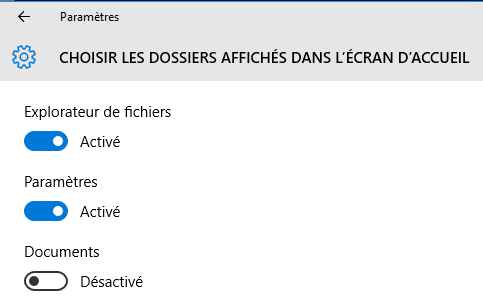 Paramètres
CHOISIR LES DOSSIERS AFFICHÉS DANS L'ÉCRAN D'ACCUEIL
Explorateur de fichiers
Activé
Paramètres
Activé
Documents
Désactivé